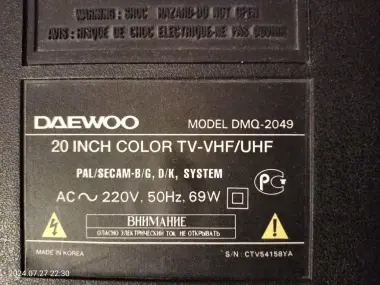 WARNING : SHOC HAZARD-DO NOT OPEN
AVIS : RISQUE DE CHOC ELECTRIQUE-NE PAS OUVRIR
DAEWOO MODEL DMQ-2049
20 INCH COLOR TV-VHF/UHF
PAL/SECAM-B/G, D/K, SYSTEM
AC ~ 220V, 50Hz, 69W
PC
ВНИМАНИЕ
ОПАСНО ЭЛЕКТРИЧЕСКИЙ ТОК НЕ ОТКРЫВАТЬ
MADE IN KOREA S/N : CTV54158YA
2024.07.27 22:30